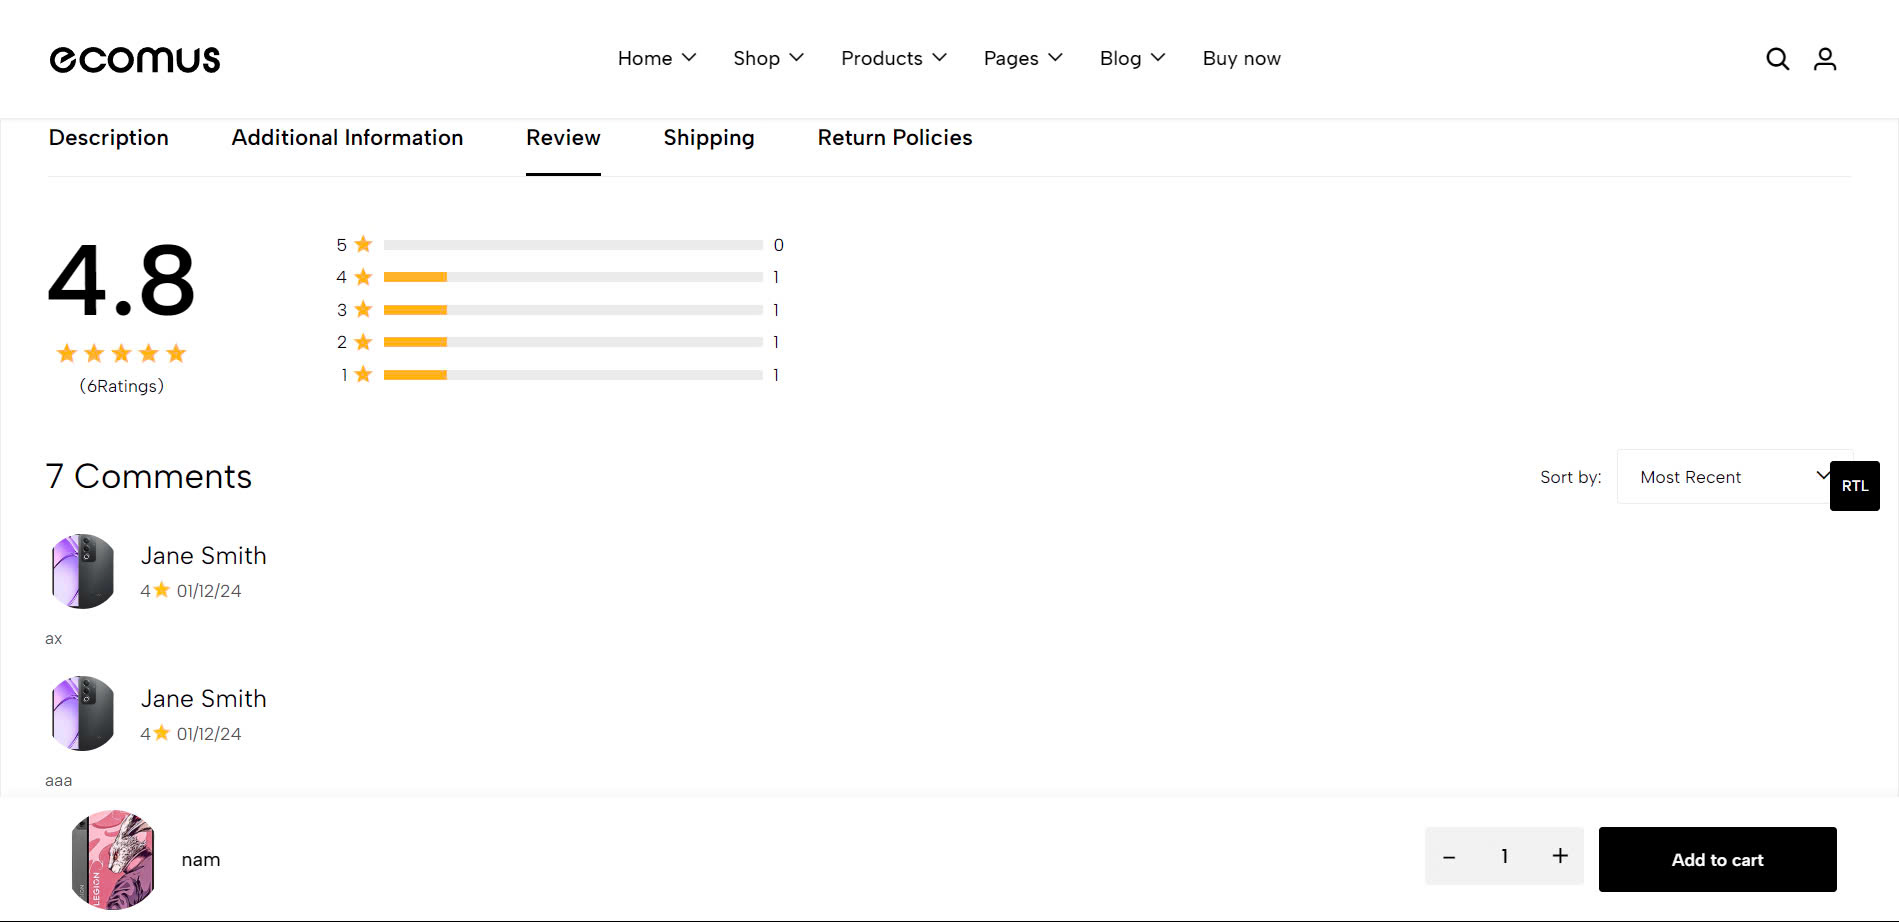 ecomus
Home Shop Products Pages Blog Buy now
Description Additional Information Review Shipping Return Policies
4.8
(6Ratings)
5 0
4 1
3 1
2 1
1 1
7 Comments
Sort by: Most Recent
RTL
Jane Smith
4 01/12/24
ax
Jane Smith
4 01/12/24
aaa
LEGION
nam
- 1 +
Add to cart